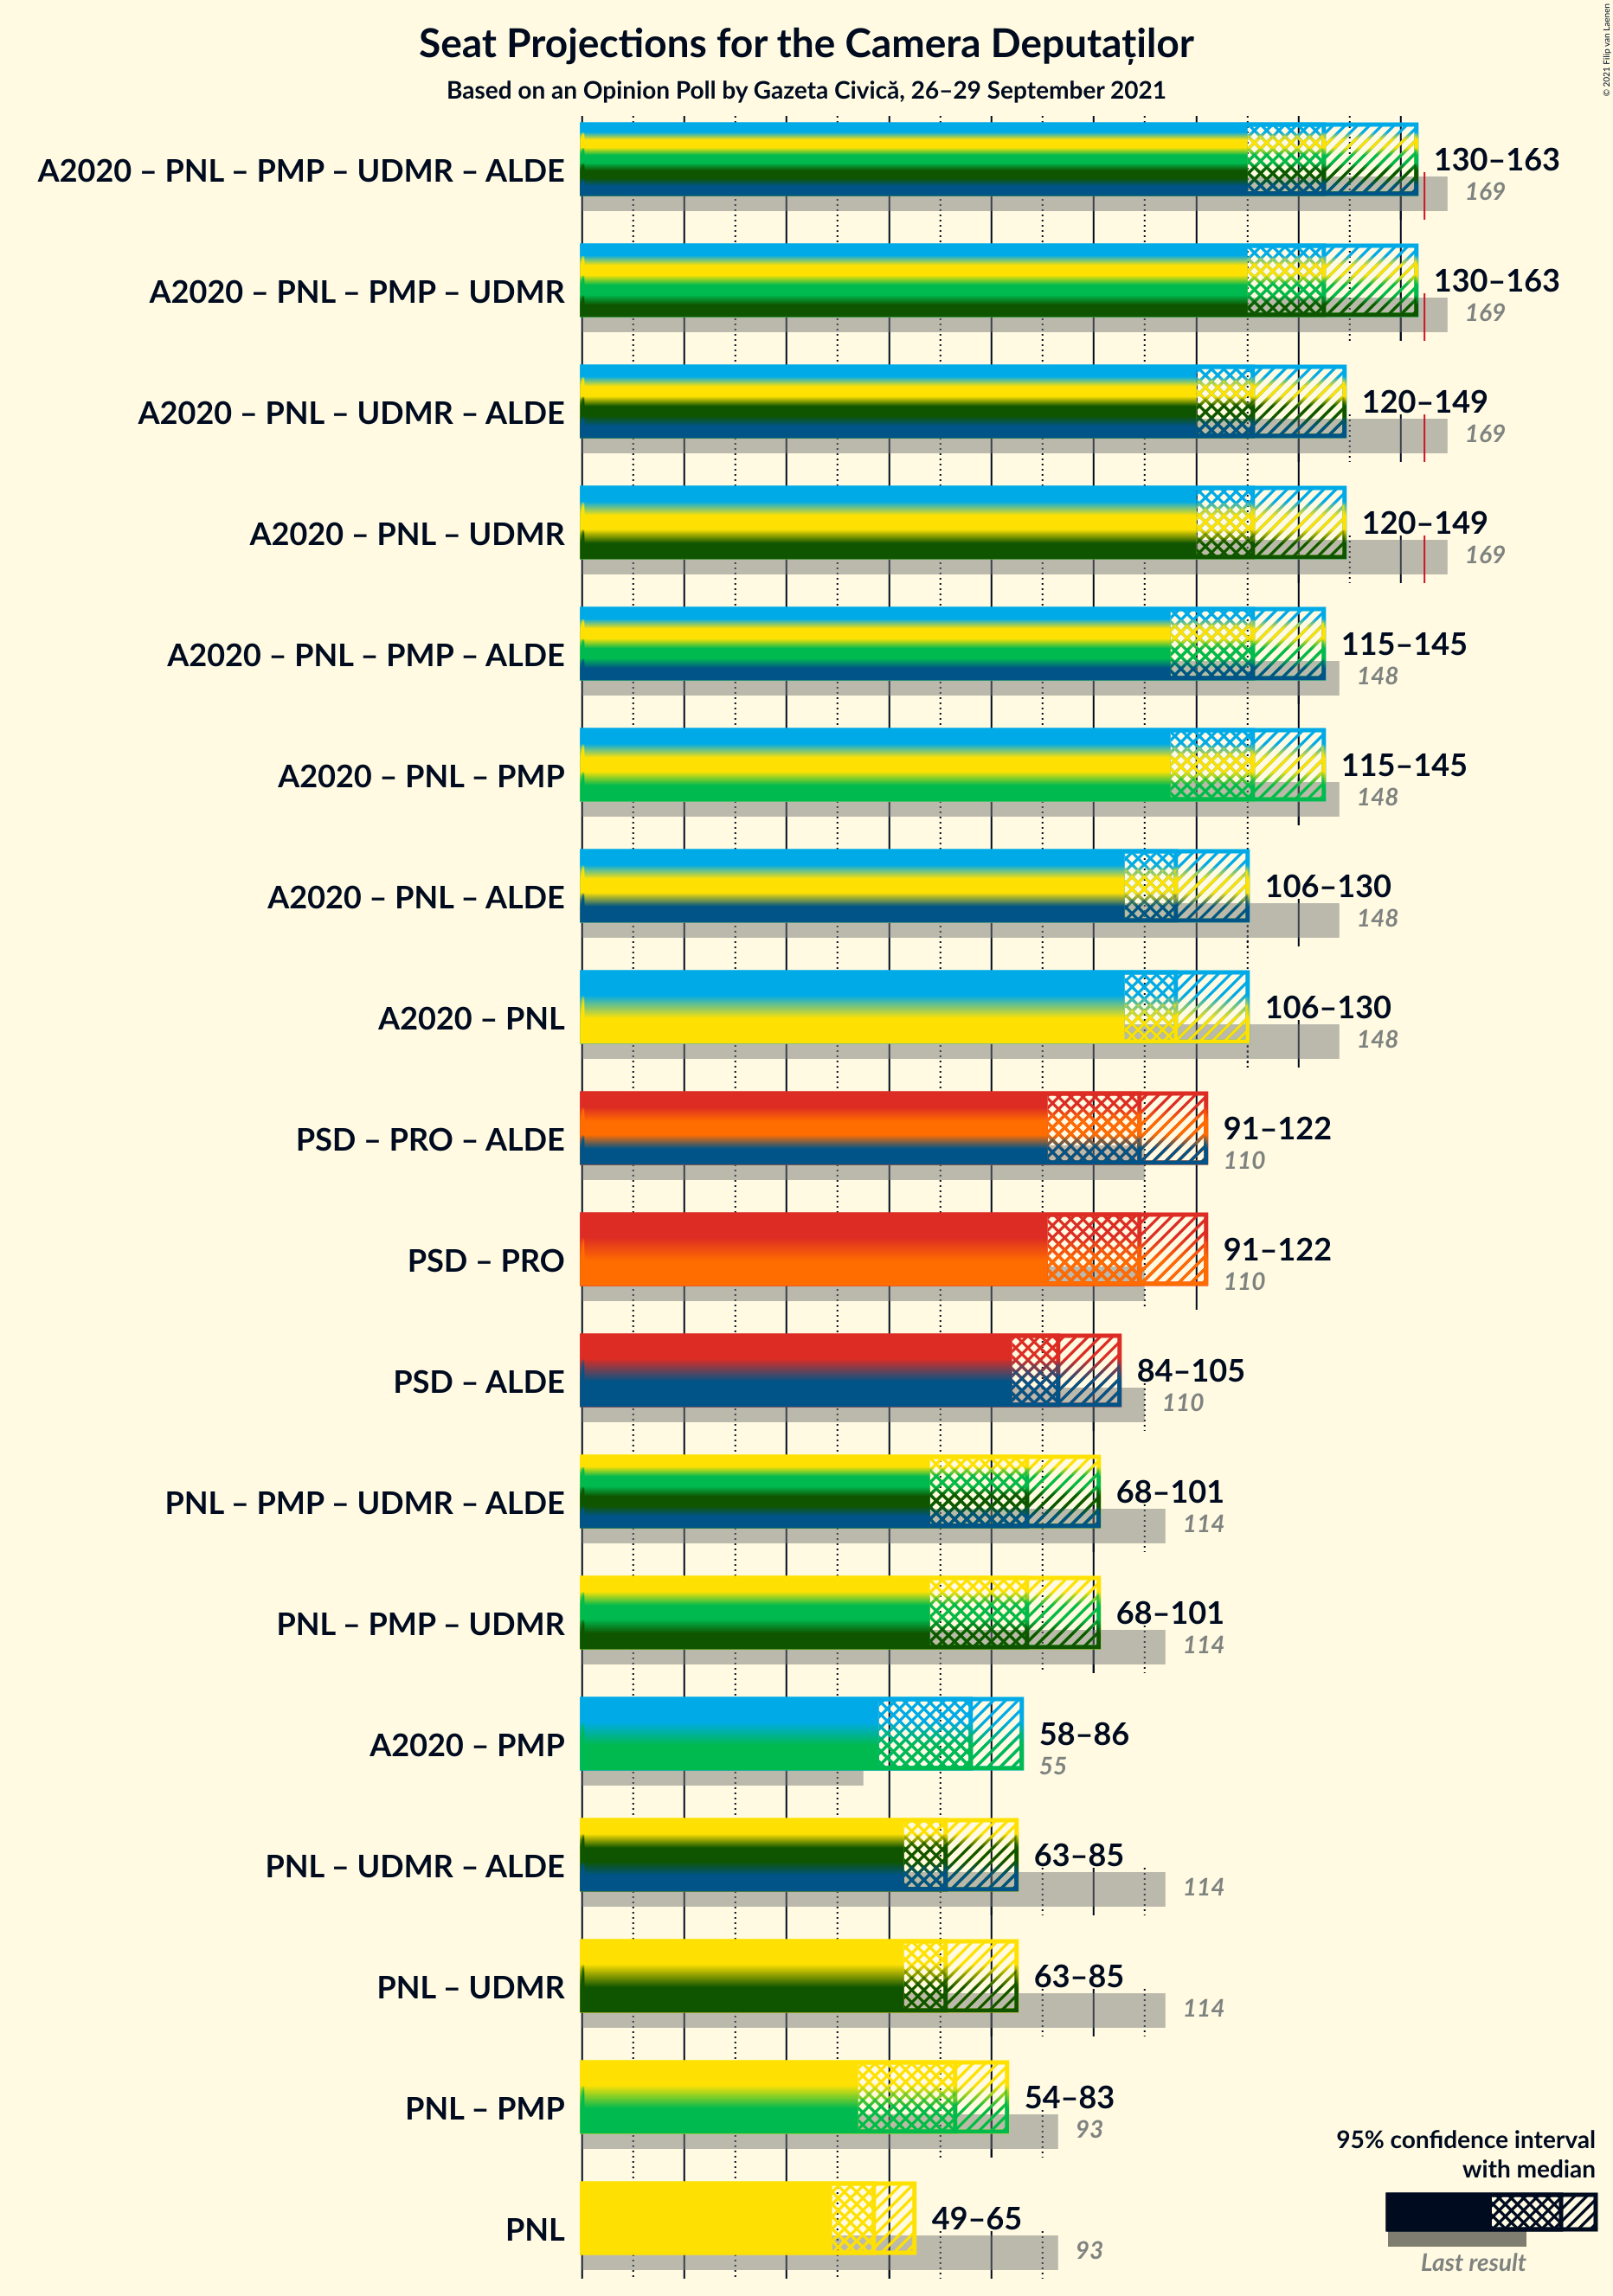 Seat Projections for the Camera Deputaților
Based on an Opinion Poll by Gazeta Civică, 26–29 September 2021
© 2021 Filip van Laenen
A2020 – PNL – PMP – UDMR – ALDE
130–163
169
A2020 – PNL – PMP – UDMR
130–163
169
A2020 – PNL – UDMR – ALDE
120–149
169
A2020 – PNL – UDMR
120–149
169
A2020 – PNL – PMP – ALDE
115–145
148
A2020 – PNL – PMP
115–145
148
A2020 – PNL – ALDE
106–130
148
A2020 – PNL
106–130
148
PSD – PRO – ALDE
91–122
110
PSD – PRO
91–122
110
PSD – ALDE
84–105
110
PNL – PMP – UDMR – ALDE
68–101
114
PNL – PMP – UDMR
68–101
114
A2020 – PMP
58–86
55
PNL – UDMR – ALDE
63–85
114
PNL – UDMR
63–85
114
PNL – PMP
54–83
93
PNL
49–65
93
95% confidence interval
with median
Last result